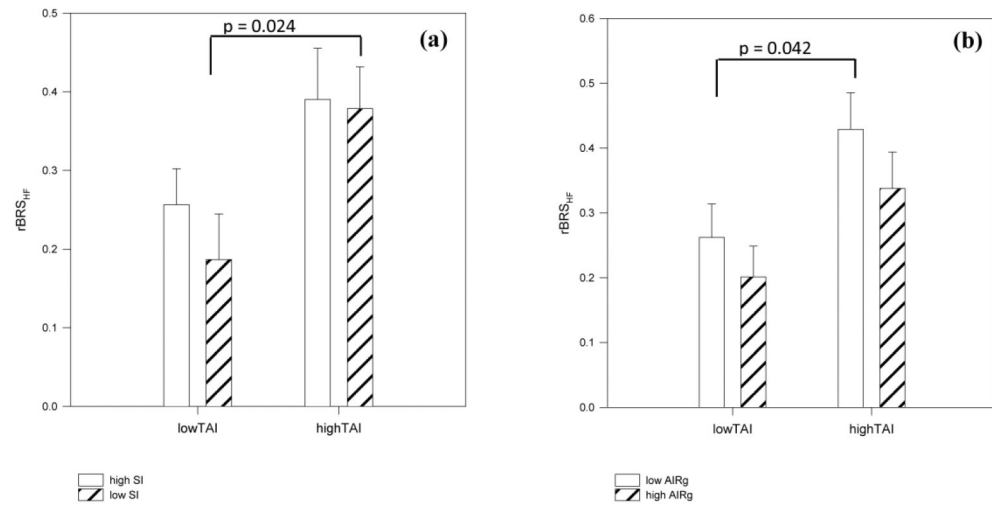 (a)
p = 0.024
0.5
0.4
0.3
0.2
0.1
0.0
rBRS_HF
lowTAI
highTAI
high SI
low SI
(b)
p = 0.042
0.6
0.5
0.4
0.3
0.2
0.1
0.0
rBRS_HF
lowTAI
highTAI
low AIRg
high AIRg